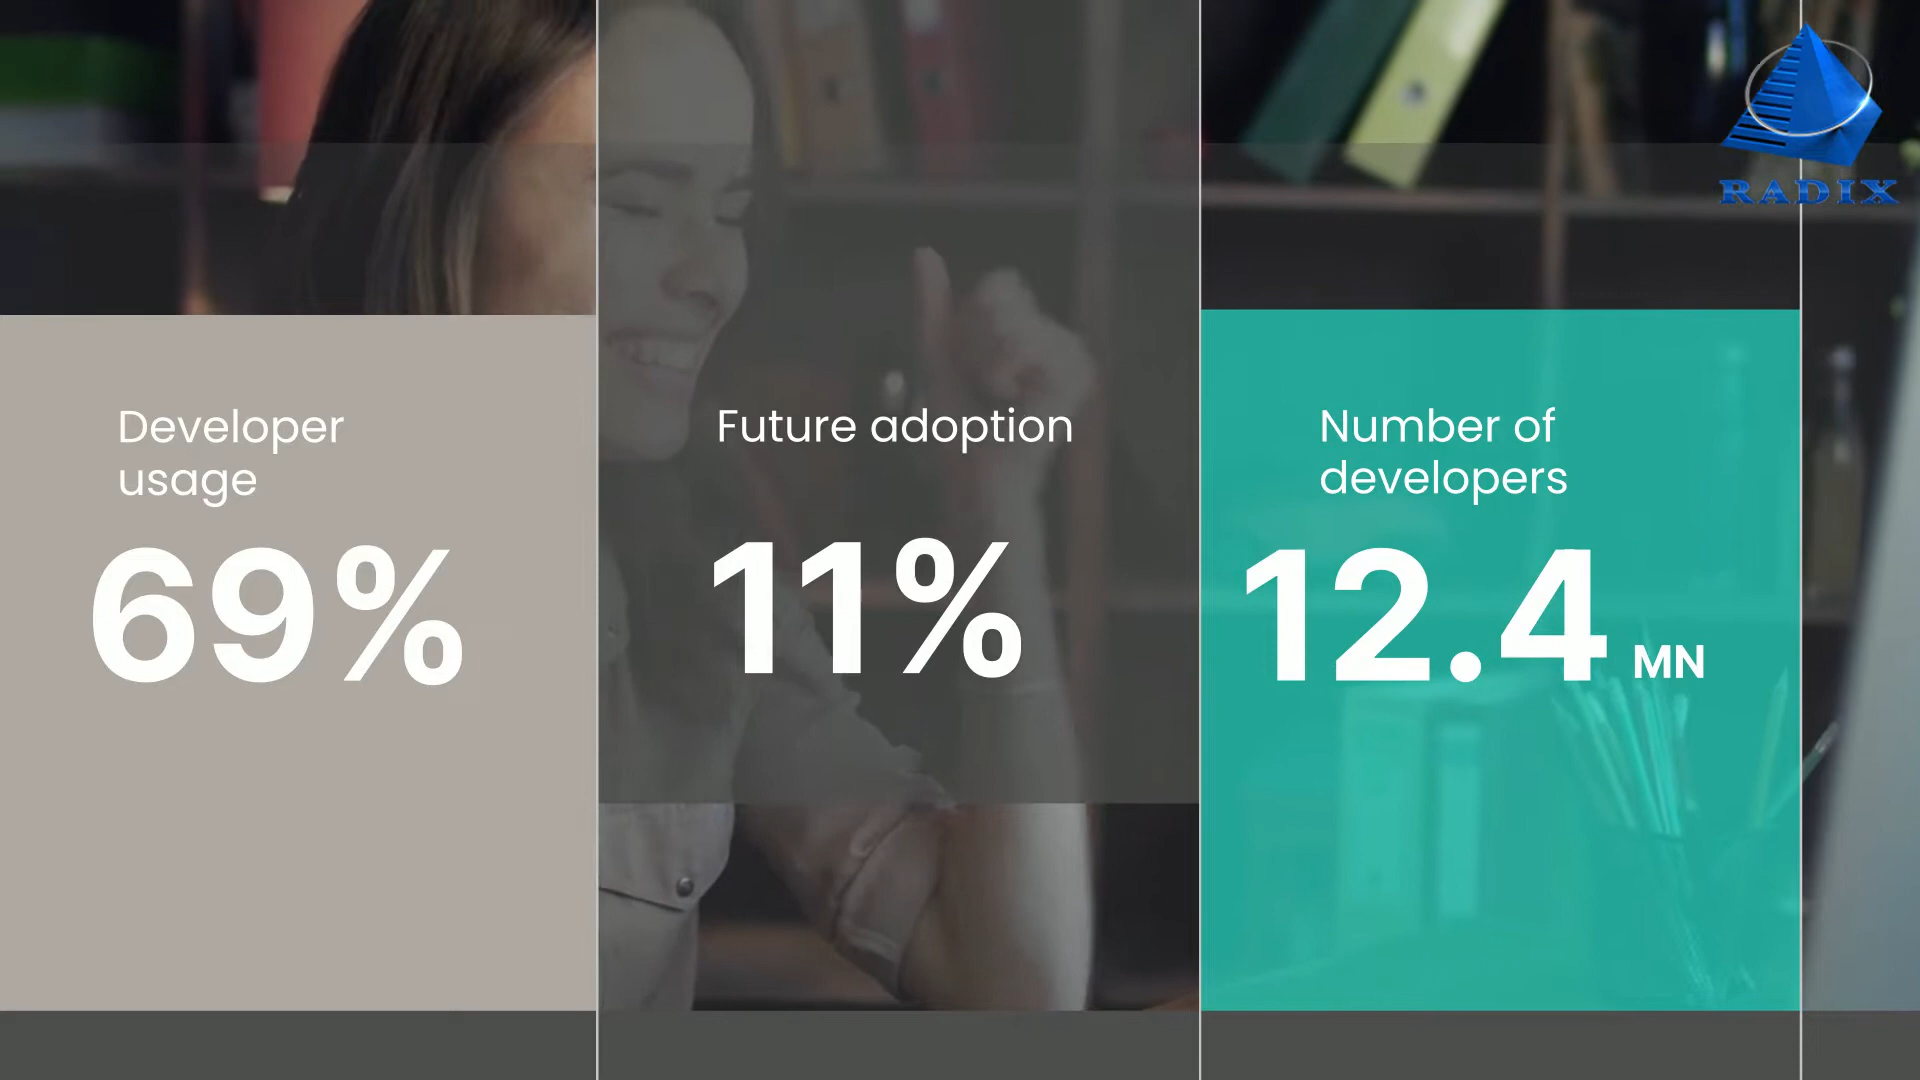 RADIX
Developer
usage
69%
Future adoption
11%
Number of
developers
12.4 MN